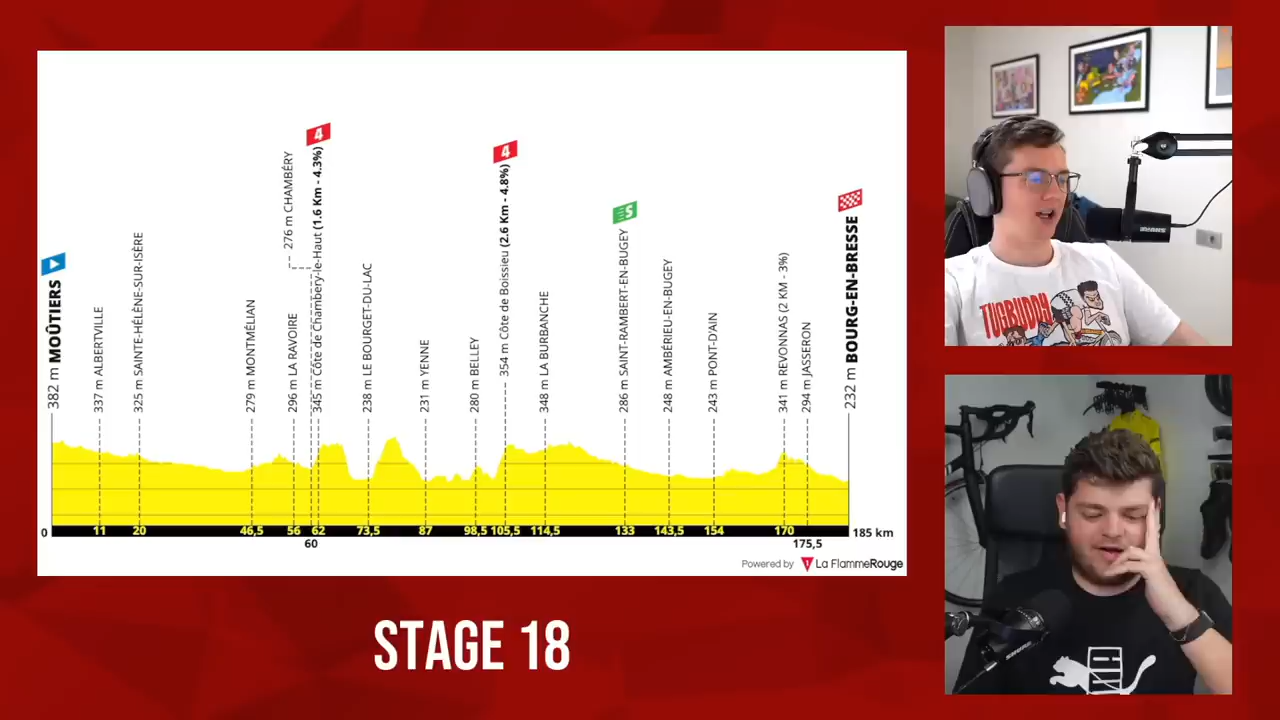 382 m MOÛTIERS
337 m ALBERTVILLE
325 m SAINTE-HÉLÈNE-SUR-ISÈRE
279 m MONTMÉLIAN
296 m LA RAVOIRE
276 m CHAMBÉRY
4
345 m Côte de Chambéry-le-Haut (1.6 Km - 4.3%)
238 m LE BOURGET-DU-LAC
231 m YENNE
280 m BELLEY
4
354 m Côte de Boissieu (2.6 Km - 4.8%)
348 m LA BURBANCHE
S
286 m SAINT-RAMBERT-EN-BUGEY
248 m AMBÉRIEU-EN-BUGEY
243 m PONT-D'AIN
341 m REVONNAS (2 KM - 3%)
294 m JASSERON
232 m BOURG-EN-BRESSE
0 11 20 46,5 56 62 73,5 87 98,5 105,5 114,5 133 143,5 154 170 185 km
60 175,5
Powered by La FlammeRouge
STAGE 18
TUGBUDDY
SHURE